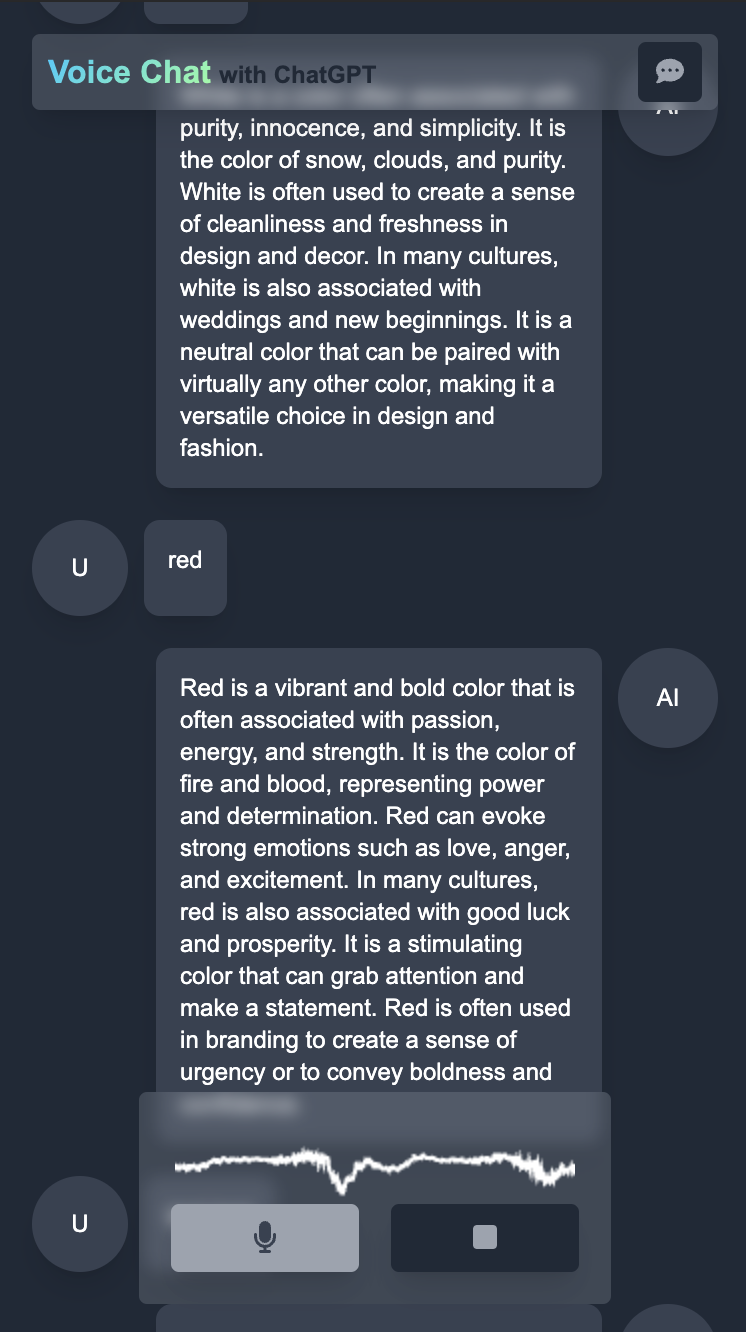 Voice Chat with ChatGPT
AI
purity, innocence, and simplicity. It is
the color of snow, clouds, and purity.
White is often used to create a sense
of cleanliness and freshness in
design and decor. In many cultures,
white is also associated with
weddings and new beginnings. It is a
neutral color that can be paired with
virtually any other color, making it a
versatile choice in design and
fashion.
U
red
AI
Red is a vibrant and bold color that is
often associated with passion,
energy, and strength. It is the color of
fire and blood, representing power
and determination. Red can evoke
strong emotions such as love, anger,
and excitement. In many cultures,
red is also associated with good luck
and prosperity. It is a stimulating
color that can grab attention and
make a statement. Red is often used
in branding to create a sense of
urgency or to convey boldness and
U